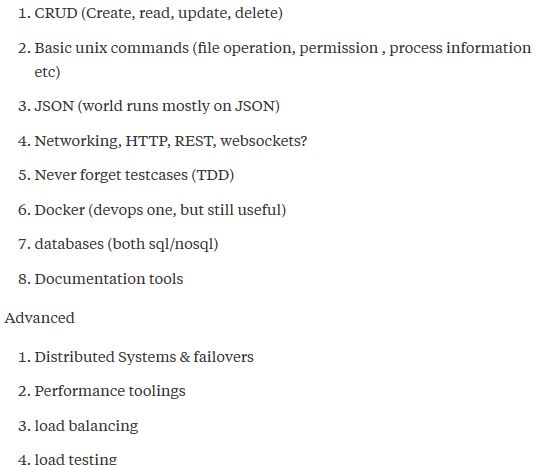 1. CRUD (Create, read, update, delete)
2. Basic unix commands (file operation, permission , process information
etc)
3. JSON (world runs mostly on JSON)
4. Networking, HTTP, REST, websockets?
5. Never forget testcases (TDD)
6. Docker (devops one, but still useful)
7. databases (both sql/nosql)
8. Documentation tools
Advanced
1. Distributed Systems & failovers
2. Performance toolings
3. load balancing
4. load testing